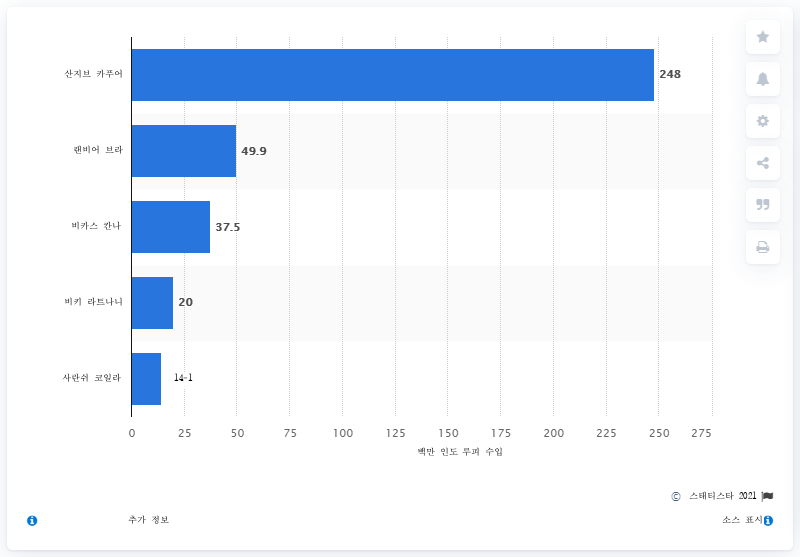 산지브 카푸어
248
랜비어 브라
49.9
비카스 칸나
37.5
비키 라트나니
20
사란쉬 코일라
14-1
0 25 50 75 100 125 150 175 200 225 250 275
백만 인도 루피 수입
© 스태티스타 2021
추가 정보
소스 표시